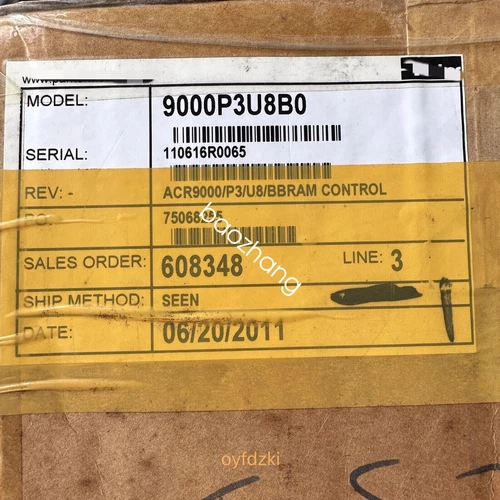 MODEL: 9000P3U8B0
SERIAL: 110616R0065
REV: - ACR9000/P3/U8/BBRAM CONTROL
SALES ORDER: 608348 LINE: 3
SHIP METHOD: SEEN
DATE: 06/20/2011
baozhang
oyfdzki